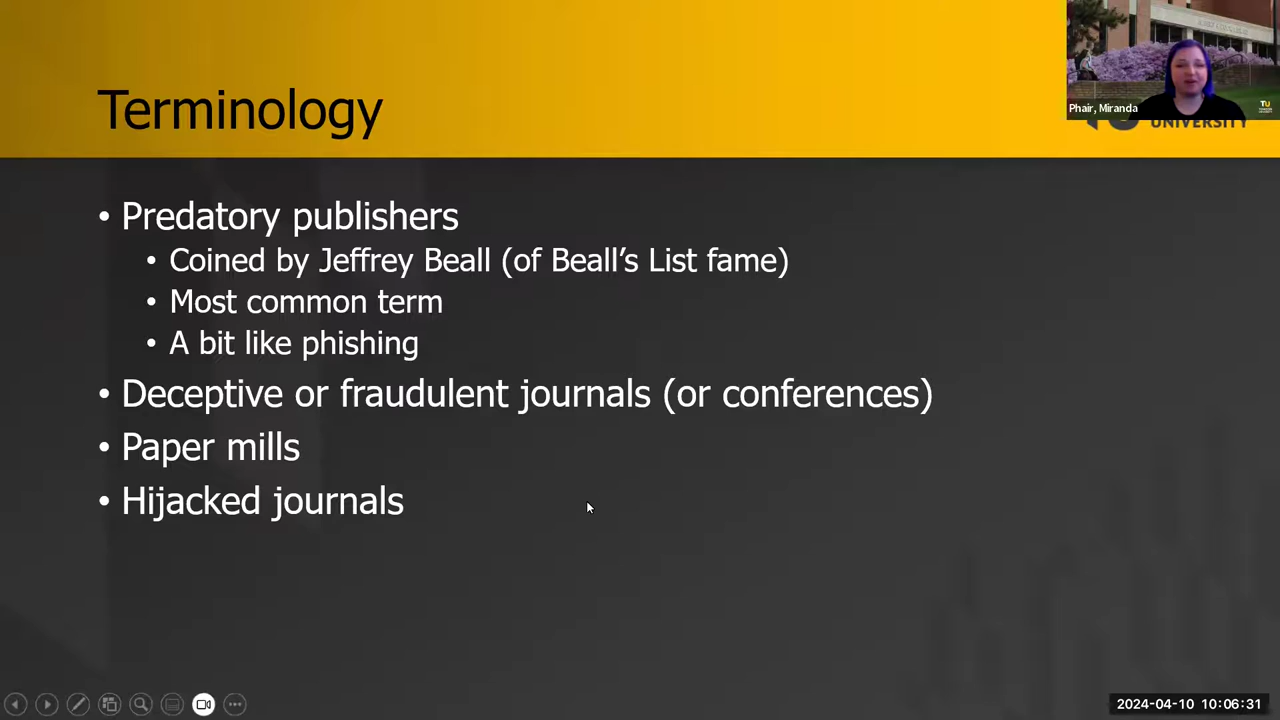 Terminology
Phair, Miranda
TU
UNIVERSITY
• Predatory publishers
• Coined by Jeffrey Beall (of Beall’s List fame)
• Most common term
• A bit like phishing
• Deceptive or fraudulent journals (or conferences)
• Paper mills
• Hijacked journals
2024-04-10 10:06:31